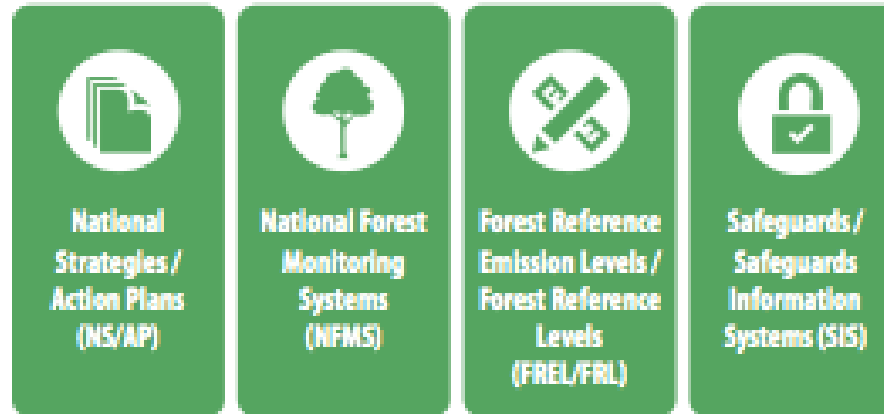 National
Strategies /
Action Plans
(NS/AP)
National Forest
Monitoring
Systems
(NFMS)
Forest Reference
Emission Levels /
Forest Reference
Levels
(FREL/FRL)
Safeguards /
Safeguards
Information
Systems (SIS)